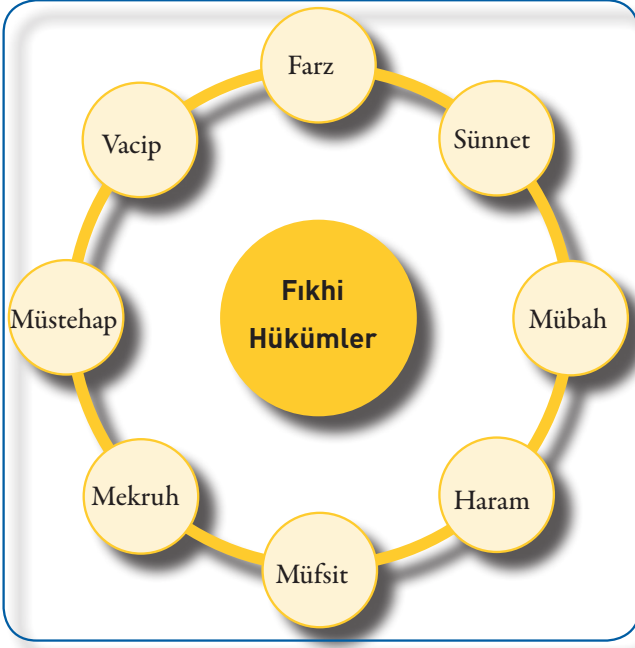 Farz
Sünnet
Mübah
Haram
Müfsit
Mekruh
Müstehap
Vacip
Fıkhi
Hükümler